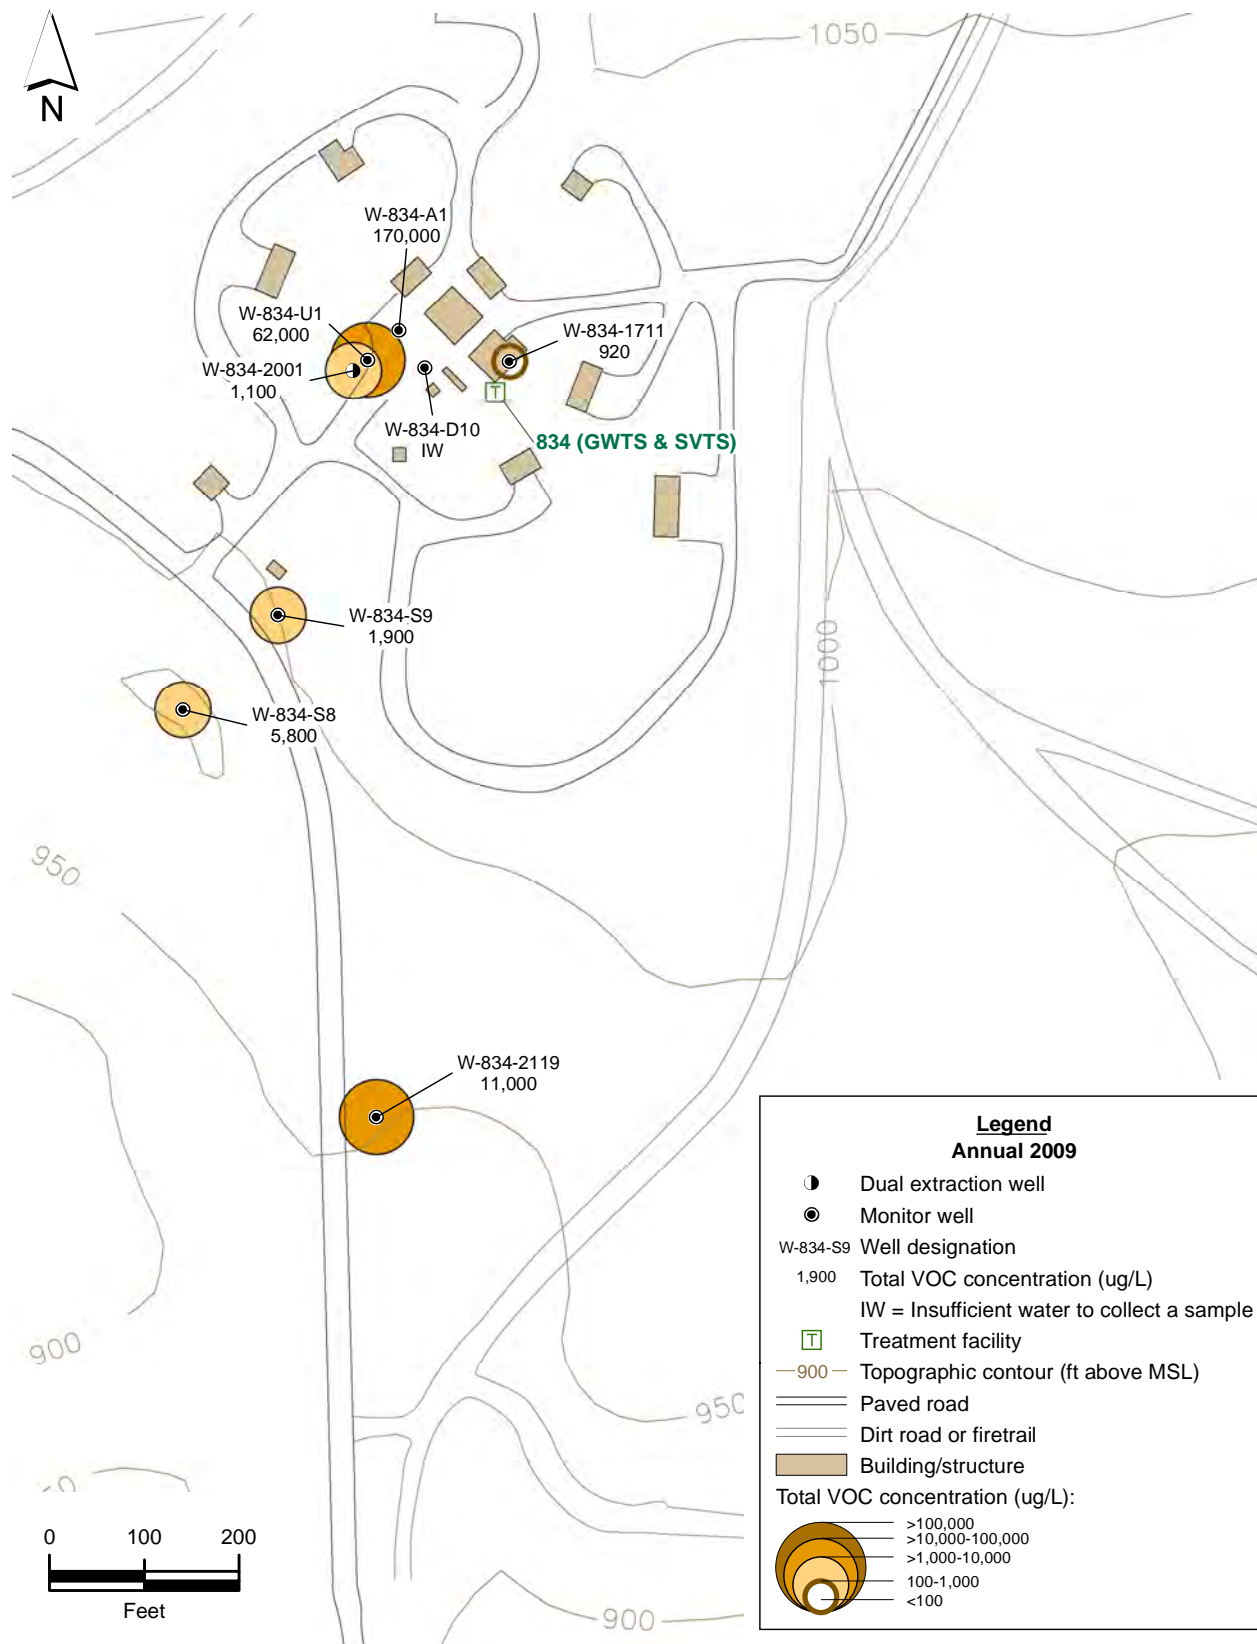 N
1050
W-834-A1
170,000
W-834-U1
62,000
W-834-2001
1,100
W-834-1711
920
W-834-D10
IW
T
834 (GWTS & SVTS)
W-834-S9
1,900
1000
W-834-S8
5,800
950
W-834-2119
11,000
900
950
900
0 100 200
Feet
Legend
Annual 2009
Dual extraction well
Monitor well
W-834-S9 Well designation
1,900 Total VOC concentration (ug/L)
IW = Insufficient water to collect a sample
T Treatment facility
900 Topographic contour (ft above MSL)
Paved road
Dirt road or firetrail
Building/structure
Total VOC concentration (ug/L):
>100,000
>10,000-100,000
>1,000-10,000
100-1,000
<100